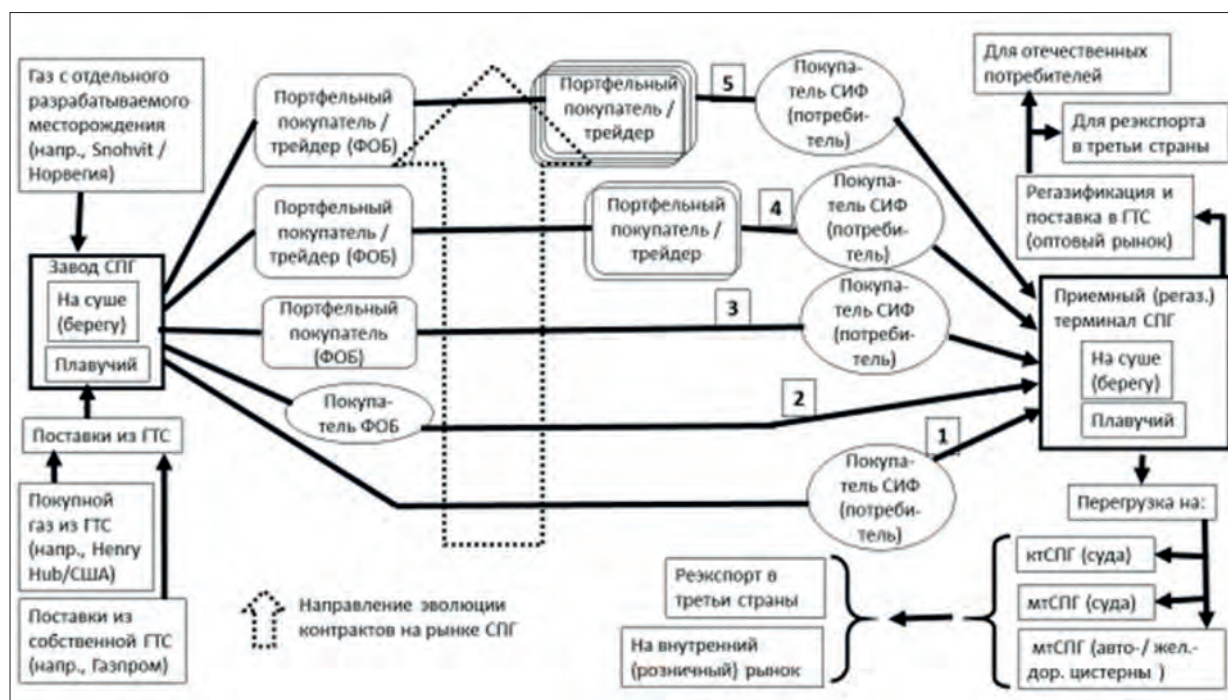 Газ с отдельного
разрабатываемого
месторождения
(напр., Snohvit /
Норвегия)
Завод СПГ
На суше
(берегу)
Плавучий
Поставки из ГТС
Покупной
газ из ГТС
(напр., Henry
Hub/США)
Поставки из
собственной ГТС
(напр., Газпром)
Портфельный
покупатель /
трейдер (ФОБ)
Портфельный
покупатель /
трейдер
5
Покупа-
тель СИФ
(потреби-
тель)
Портфельный
покупатель /
трейдер (ФОБ)
Портфельный
покупатель /
трейдер
4
Покупа-
тель СИФ
(потреби-
тель)
Портфельный
покупатель
(ФОБ)
3
Покупа-
тель СИФ
(потреби-
тель)
Покупа-
тель ФОБ
2
1
Покупа-
тель СИФ
(потреби-
тель)
Направление эволюции
контрактов на рынке СПГ
Для отечественных
потребителей
Для реэкспорта
в третьи страны
Регазификация и
поставка в ГТС
(оптовый рынок)
Приемный (регаз.)
терминал СПГ
На суше
(берегу)
Плавучий
Перегрузка на:
ктСПГ (суда)
мтСПГ (суда)
мтСПГ (авто-/ жел.-
дор. цистерны )
Реэкспорт в
третьи страны
На внутренний
(розничный) рынок